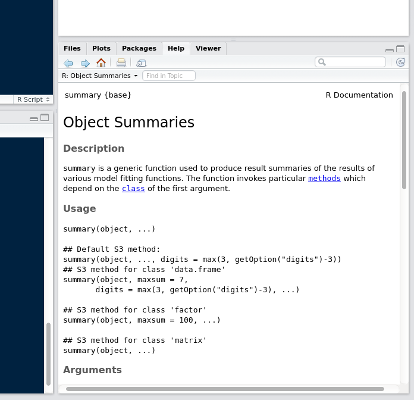 Files Plots Packages Help Viewer
R: Object Summaries Find in Topic
R Script
summary {base} R Documentation
Object Summaries
Description
summary is a generic function used to produce result summaries of the results of
various model fitting functions. The function invokes particular methods which
depend on the class of the first argument.
Usage
summary(object, ...)
## Default S3 method:
summary(object, ..., digits = max(3, getOption("digits")-3))
## S3 method for class 'data.frame'
summary(object, maxsum = 7,
digits = max(3, getOption("digits")-3), ...)
## S3 method for class 'factor'
summary(object, maxsum = 100, ...)
## S3 method for class 'matrix'
summary(object, ...)
Arguments